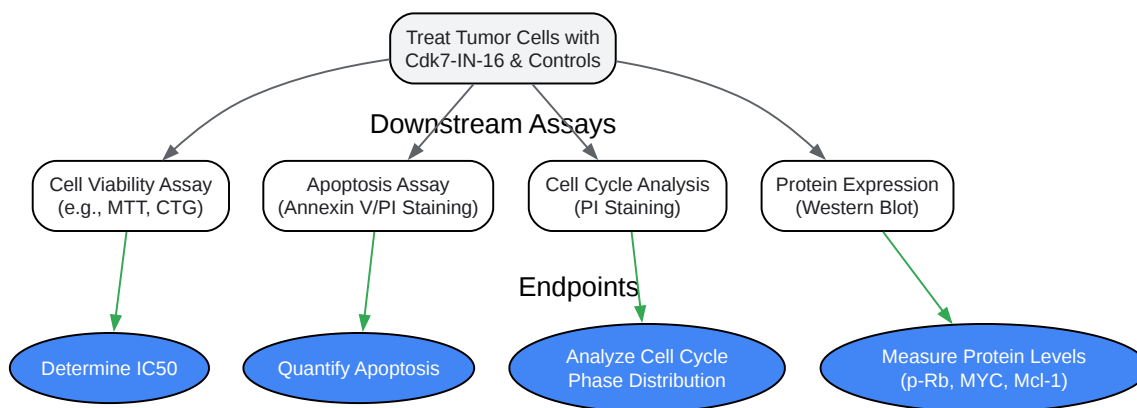 Treat Tumor Cells with
Cdk7-IN-16 & Controls
Downstream Assays
Cell Viability Assay
(e.g., MTT, CTG)
Apoptosis Assay
(Annexin V/PI Staining)
Cell Cycle Analysis
(PI Staining)
Protein Expression
(Western Blot)
Endpoints
Determine IC50
Quantify Apoptosis
Analyze Cell Cycle
Phase Distribution
Measure Protein Levels
(p-Rb, MYC, Mcl-1)